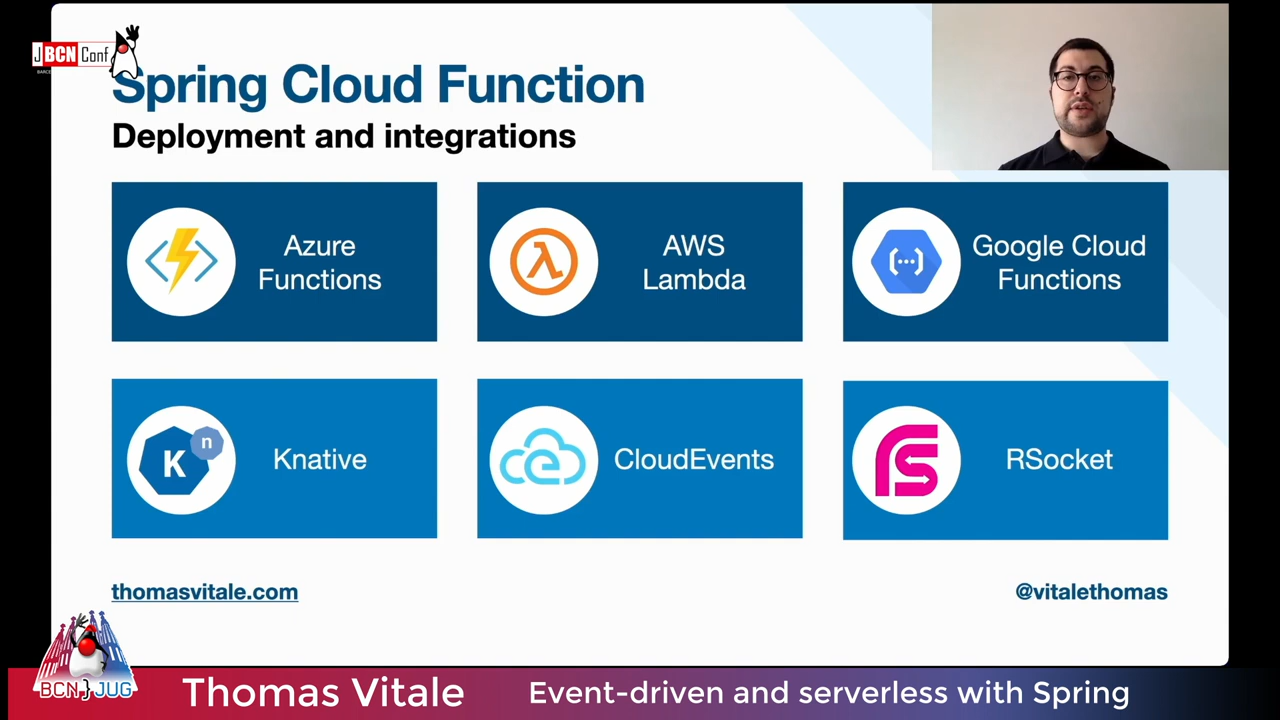 JBCNConf
Spring Cloud Function
Deployment and integrations
Azure
Functions
AWS
Lambda
Google Cloud
Functions
Knative
CloudEvents
RSocket
thomasvitale.com
@vitalethomas
BCN JUG
Thomas Vitale
Event-driven and serverless with Spring